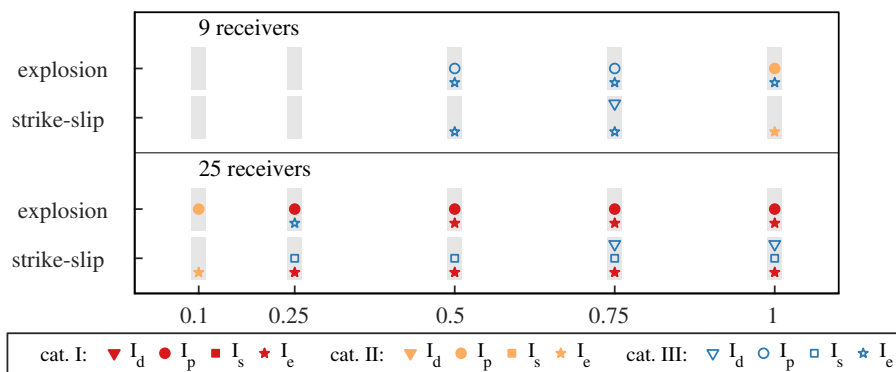 9 receivers
explosion
strike-slip
25 receivers
explosion
strike-slip
0.1 0.25 0.5 0.75 1
cat. I: I_d I_p I_s I_e cat. II: I_d I_p I_s I_e cat. III: I_d I_p I_s I_e